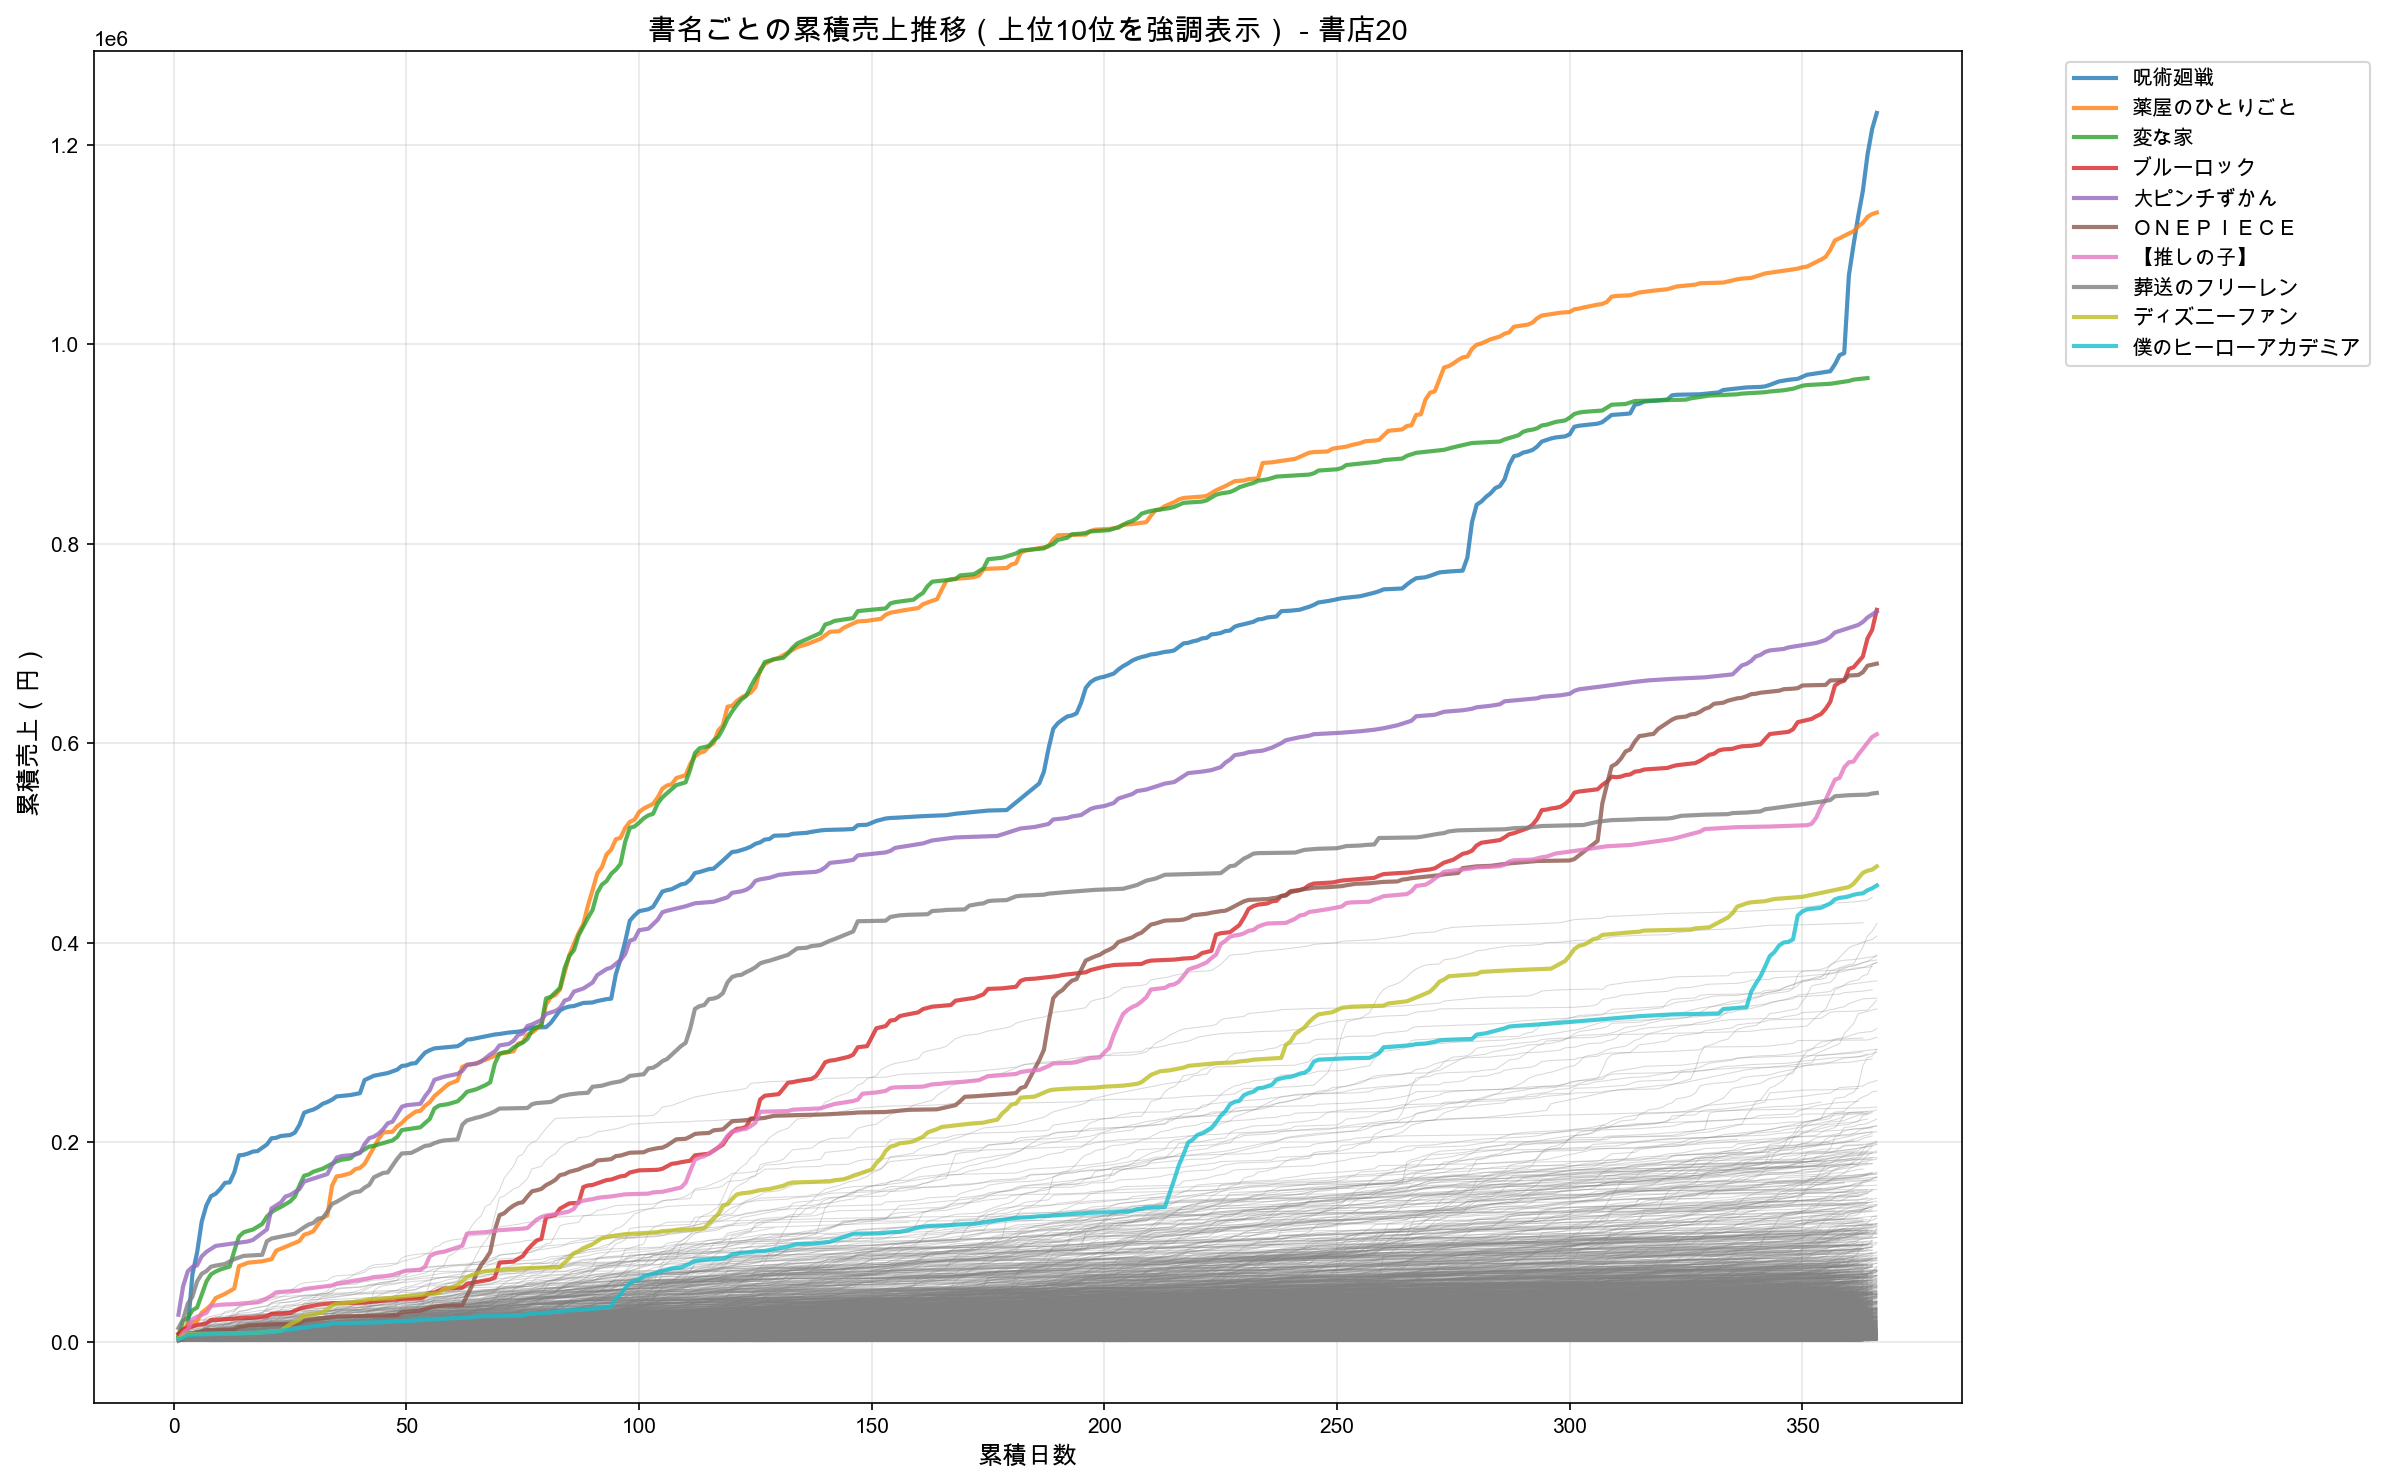 書名ごとの累積売上推移（上位10位を強調表示） - 書店20
1e6
1.2
1.0
0.8
0.6
0.4
0.2
0.0
累積売上（円）
0 50 100 150 200 250 300 350
累積日数
呪術廻戦
薬屋のひとりごと
変な家
ブルーロック
大ピンチずかん
ＯＮＥＰＩＥＣＥ
【推しの子】
葬送のフリーレン
ディズニーファン
僕のヒーローアカデミア